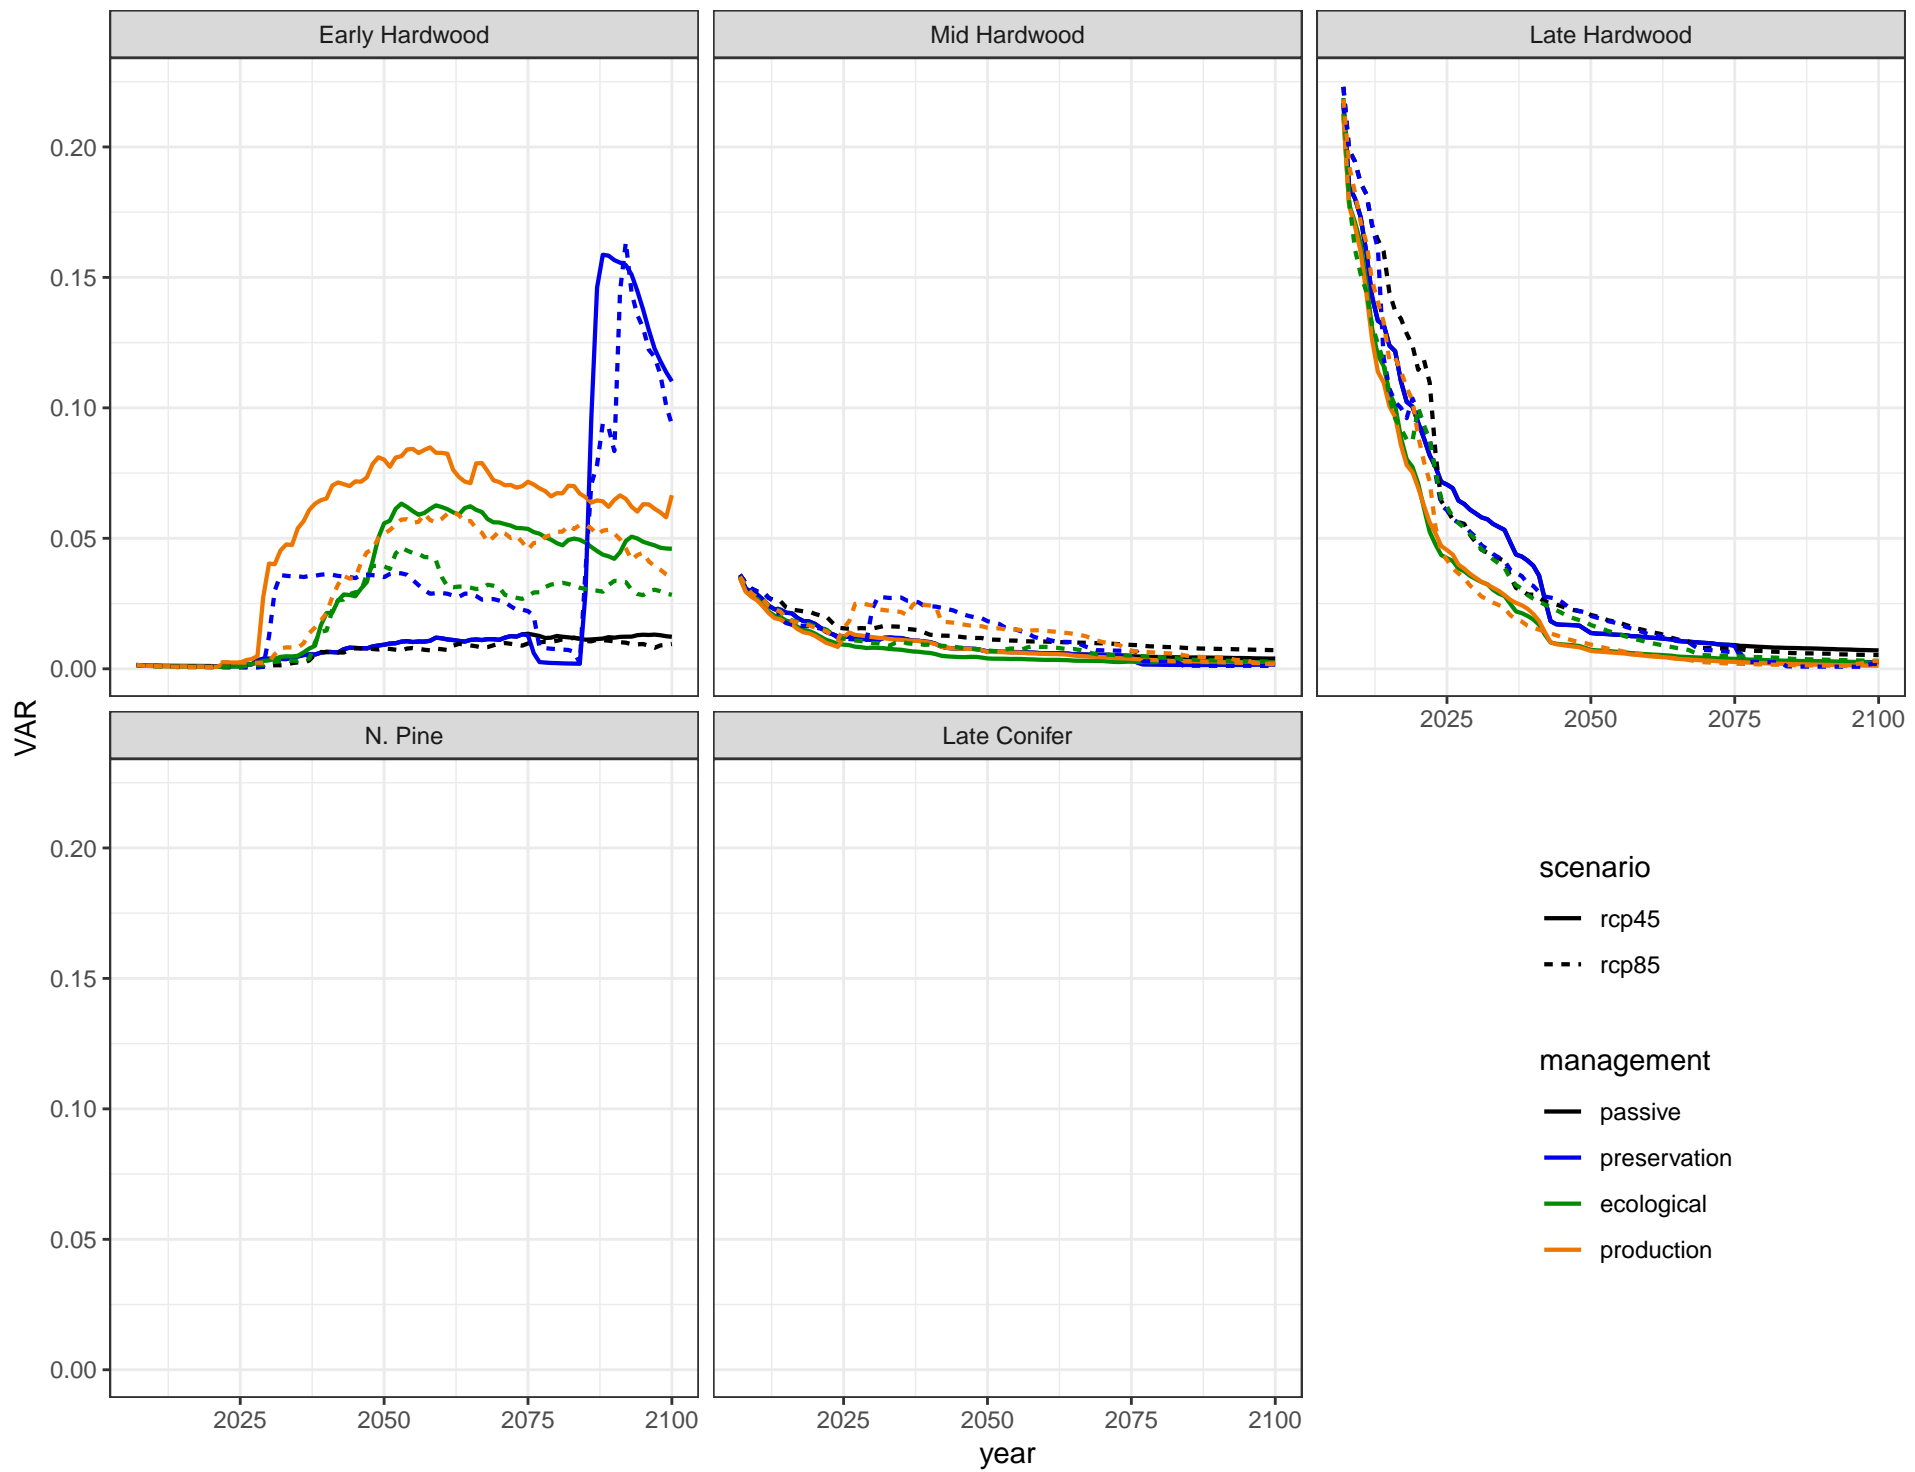 Early Hardwood
Mid Hardwood
Late Hardwood
0.20
0.15
0.10
0.05
0.00
2025 2050 2075 2100
VAR
N. Pine
Late Conifer
0.20
0.15
0.10
0.05
0.00
2025 2050 2075 2100
2025 2050 2075 2100
year
scenario
rcp45
rcp85
management
passive
preservation
ecological
production